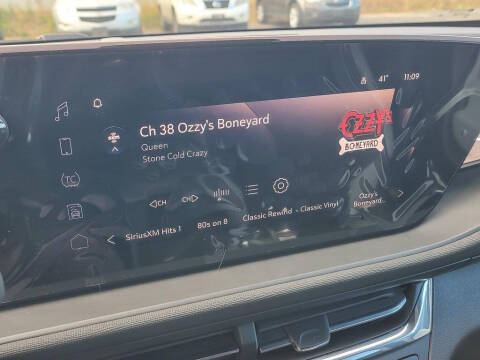 41° 11:09
Ch 38 Ozzy's Boneyard
Queen
Stone Cold Crazy
OZZY's
BONEYARD
TC
◁CH CH▷
SiriusXM Hits 1 80s on 8 Classic Rewind Classic Vinyl Ozzy's
Boneyard